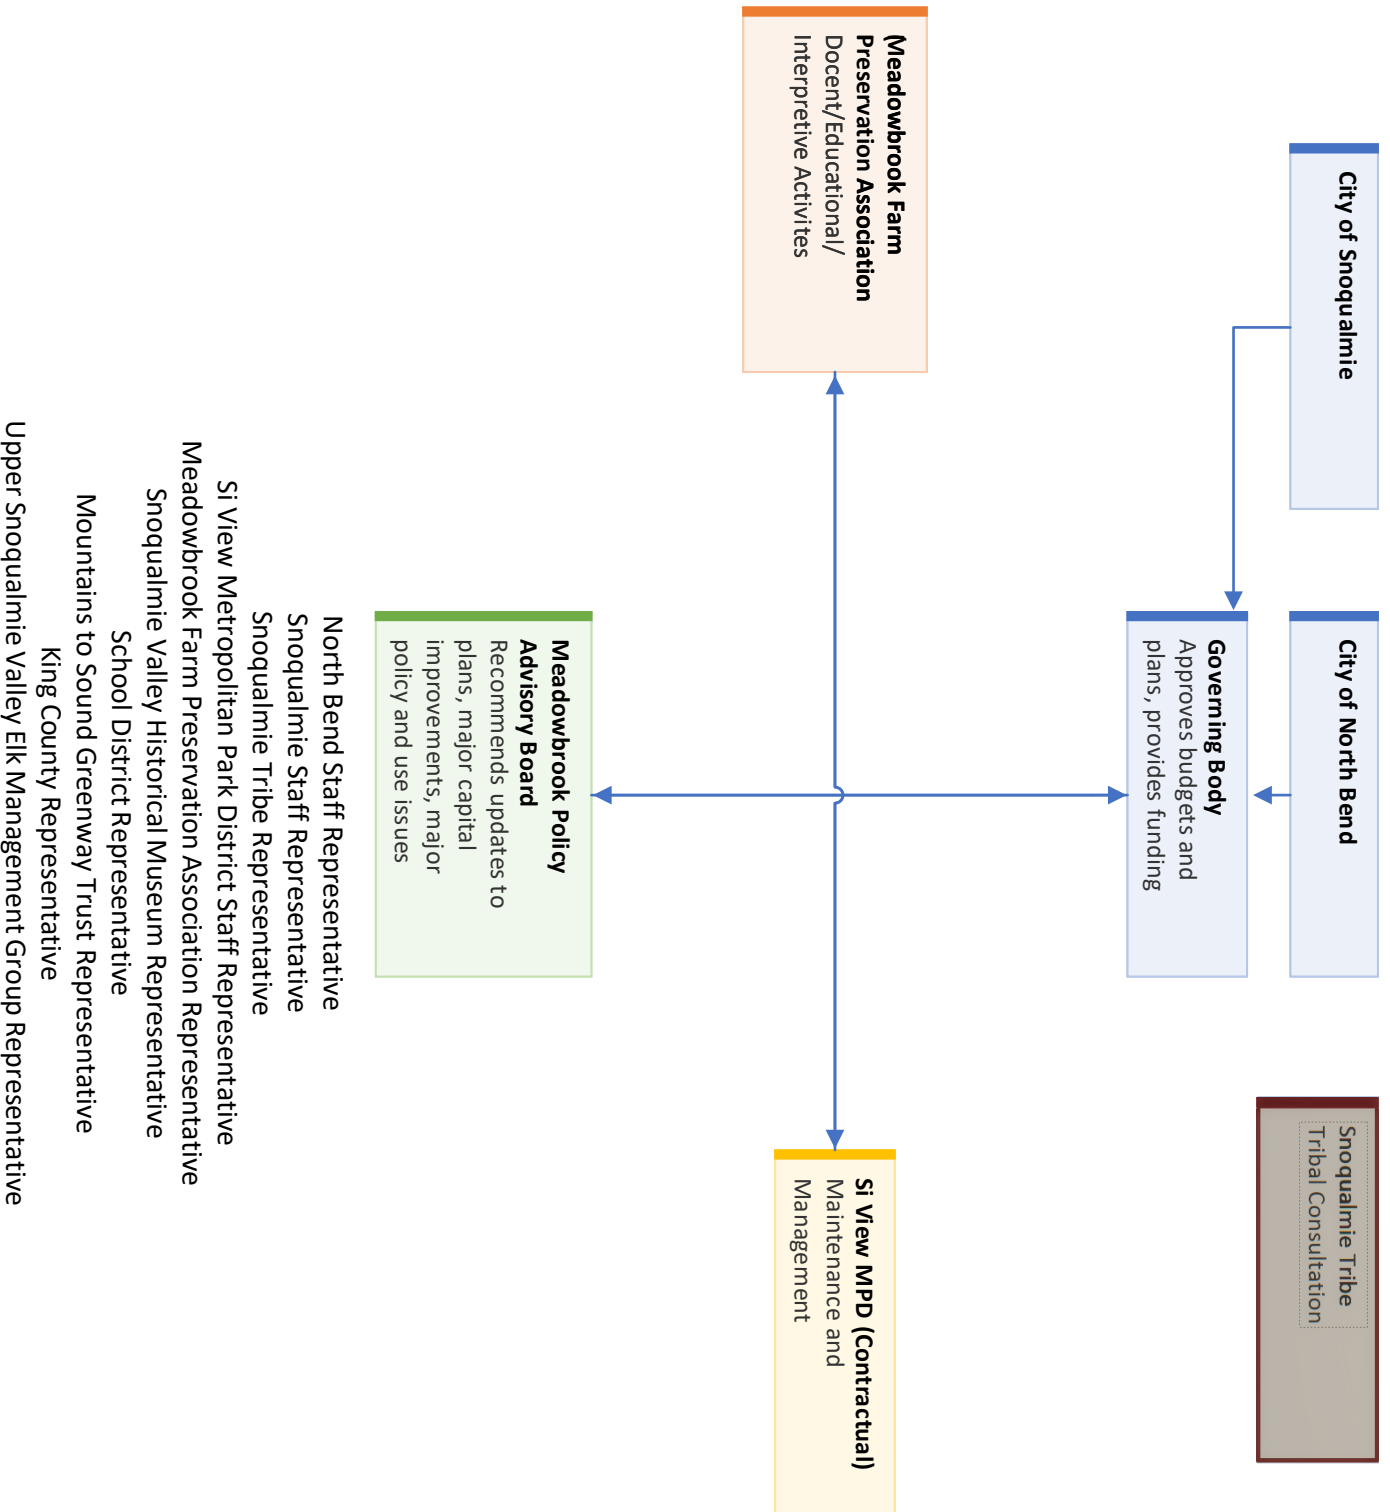 City of Snoqualmie
City of North Bend
Snoqualmie Tribe
Tribal Consultation
Governing Body
Approves budgets and
plans, provides funding
(Meadowbrook Farm
Preservation Association
Docent/Educational/
Interpretive Activites
Si View MPD (Contractual)
Maintenance and
Management
Meadowbrook Policy
Advisory Board
Recommends updates to
plans, major capital
improvements, major
policy and use issues
North Bend Staff Representative
Snoqualmie Staff Representative
Snoqualmie Tribe Representative
Si View Metropolitan Park District Staff Representative
Meadowbrook Farm Preservation Association Representative
Snoqualmie Valley Historical Museum Representative
School District Representative
Mountains to Sound Greenway Trust Representative
King County Representative
Upper Snoqualmie Valley Elk Management Group Representative